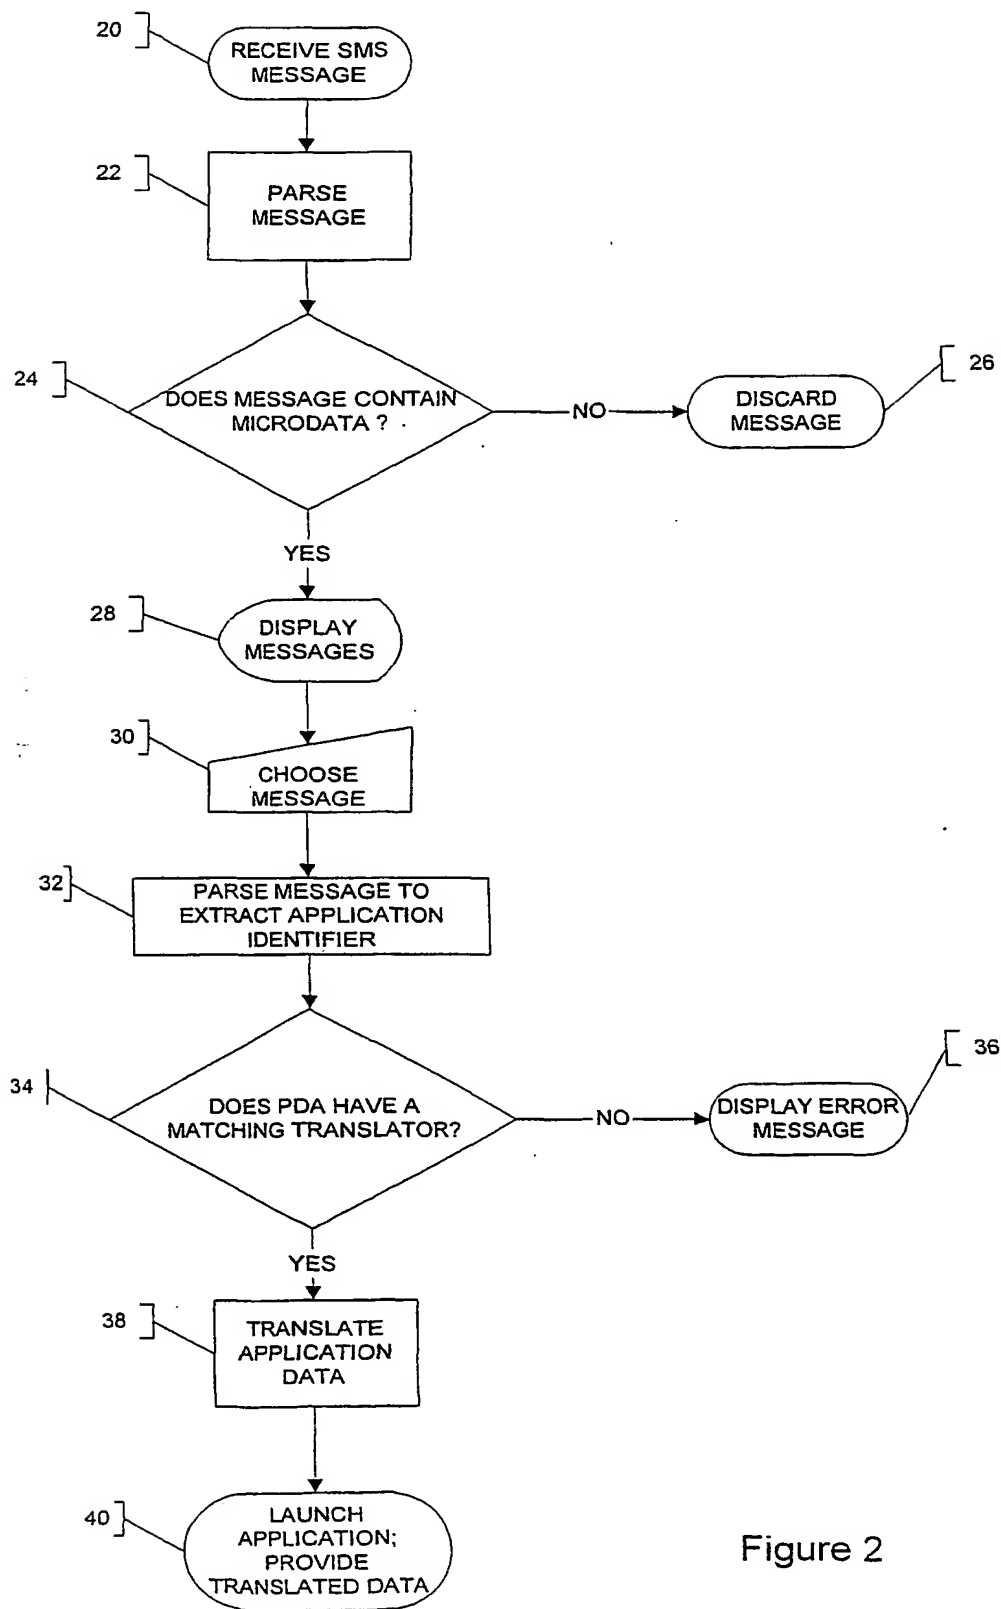 20
RECEIVE SMS
MESSAGE
22
PARSE
MESSAGE
24
DOES MESSAGE CONTAIN
MICRODATA ?
NO
DISCARD
MESSAGE
26
YES
28
DISPLAY
MESSAGES
30
CHOOSE
MESSAGE
32
PARSE MESSAGE TO
EXTRACT APPLICATION
IDENTIFIER
34
DOES PDA HAVE A
MATCHING TRANSLATOR?
NO
DISPLAY ERROR
MESSAGE
36
YES
38
TRANSLATE
APPLICATION
DATA
40
LAUNCH
APPLICATION;
PROVIDE
TRANSLATED DATA
Figure 2